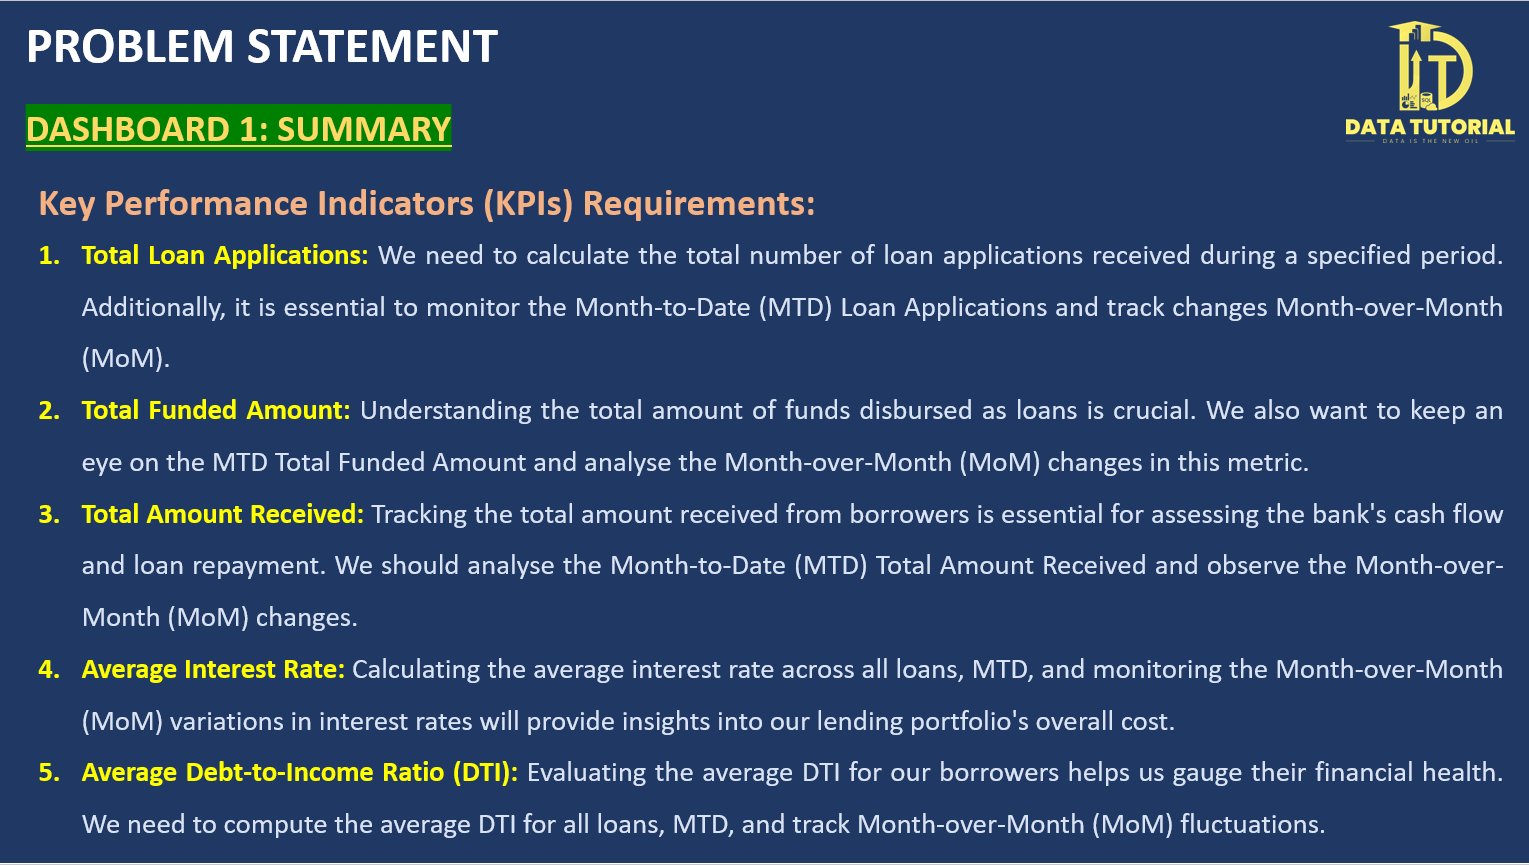 PROBLEM STATEMENT
DATA TUTORIAL
DATA IS THE NEW OIL
DASHBOARD 1: SUMMARY
Key Performance Indicators (KPIs) Requirements:
1. Total Loan Applications: We need to calculate the total number of loan applications received during a specified period.
Additionally, it is essential to monitor the Month-to-Date (MTD) Loan Applications and track changes Month-over-Month
(MoM).
2. Total Funded Amount: Understanding the total amount of funds disbursed as loans is crucial. We also want to keep an
eye on the MTD Total Funded Amount and analyse the Month-over-Month (MoM) changes in this metric.
3. Total Amount Received: Tracking the total amount received from borrowers is essential for assessing the bank's cash flow
and loan repayment. We should analyse the Month-to-Date (MTD) Total Amount Received and observe the Month-over-
Month (MoM) changes.
4. Average Interest Rate: Calculating the average interest rate across all loans, MTD, and monitoring the Month-over-Month
(MoM) variations in interest rates will provide insights into our lending portfolio's overall cost.
5. Average Debt-to-Income Ratio (DTI): Evaluating the average DTI for our borrowers helps us gauge their financial health.
We need to compute the average DTI for all loans, MTD, and track Month-over-Month (MoM) fluctuations.